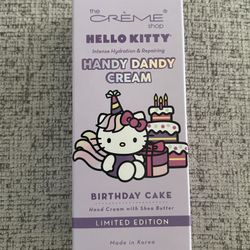 the
CRÈME®
shop
HELLO KITTY®
Intense Hydration & Repairing
HANDY DANDY
CREAM
BIRTHDAY CAKE
Hand Cream with Shea Butter
LIMITED EDITION
Made in Korea